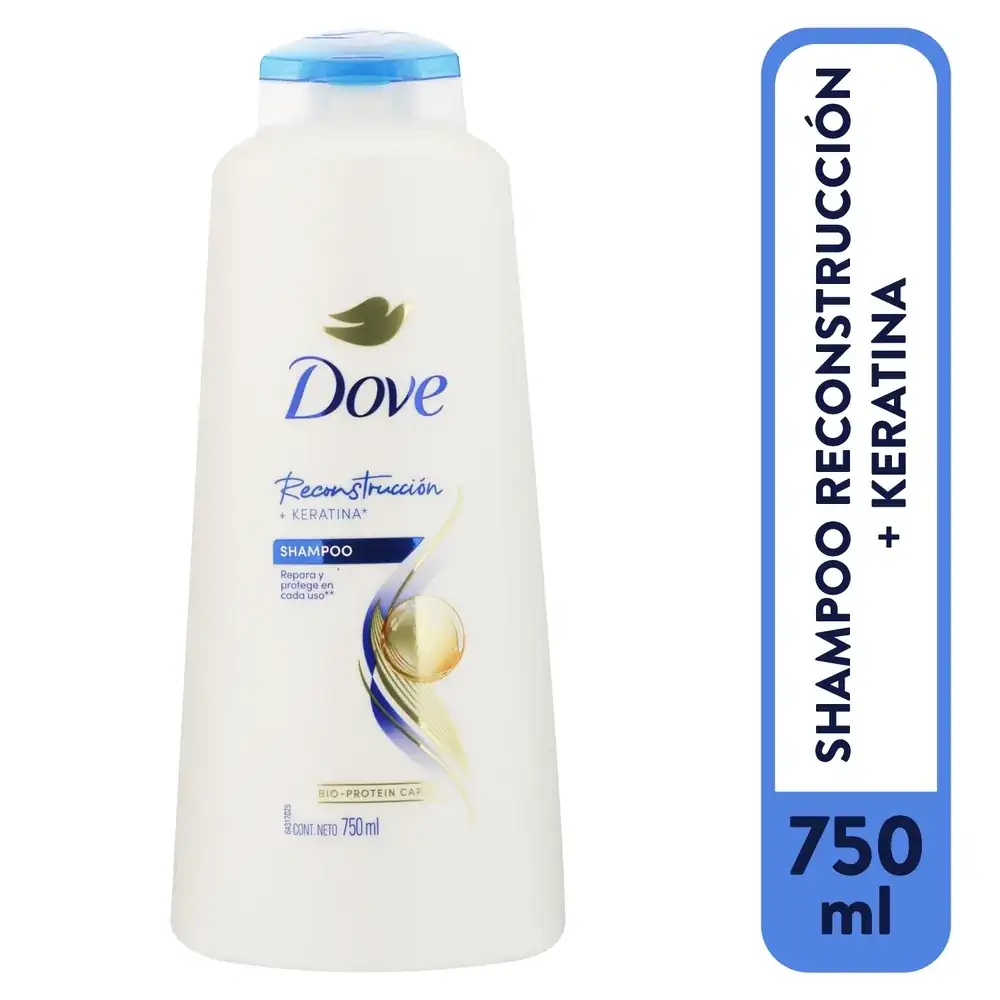 Dove
Reconstrucción
+ KERATINA*
SHAMPOO
Repara y
protege en
cada uso**
BIO-PROTEIN
CONT. NETO 750 ml
SHAMPOO RECONSTRUCCIÓN
+ KERATINA
750
ml